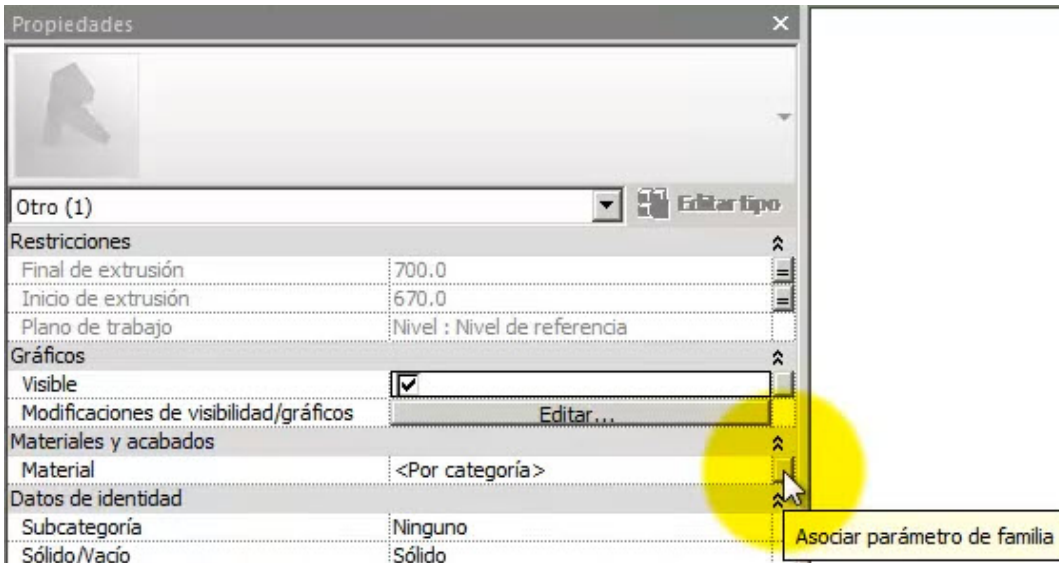 Propiedades
Otro (1) Editar tipo
Restricciones
Final de extrusión 700.0 =
Inicio de extrusión 670.0 =
Plano de trabajo Nivel : Nivel de referencia
Gráficos
Visible
Modificaciones de visibilidad/gráficos Editar...
Materiales y acabados
Material <Por categoría>
Datos de identidad
Subcategoría Ninguno
Asociar parámetro de familia
Sólido/Vacío Sólido